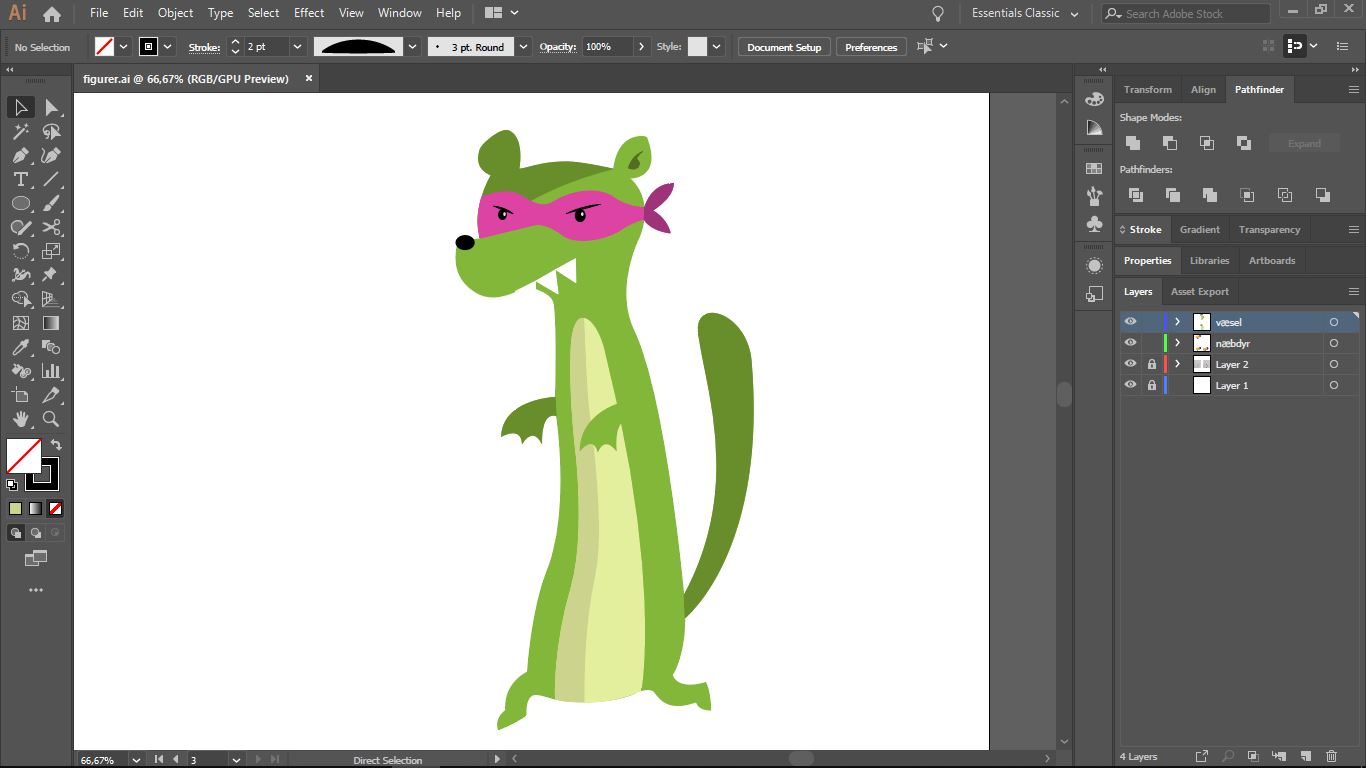 Ai File Edit Object Type Select Effect View Window Help Essentials Classic Search Adobe Stock
No Selection Stroke: 2 pt 3 pt. Round Opacity: 100% Style: Document Setup Preferences
figurer.ai @ 66,67% (RGB/GPU Preview)
Transform Align Pathfinder
Shape Modes:
Expand
Pathfinders:
Stroke Gradient Transparency
Properties Libraries Artboards
Layers Asset Export
væsel
næbdyr
Layer 2
Layer 1
4 Layers
66,67% 3 Direct Selection